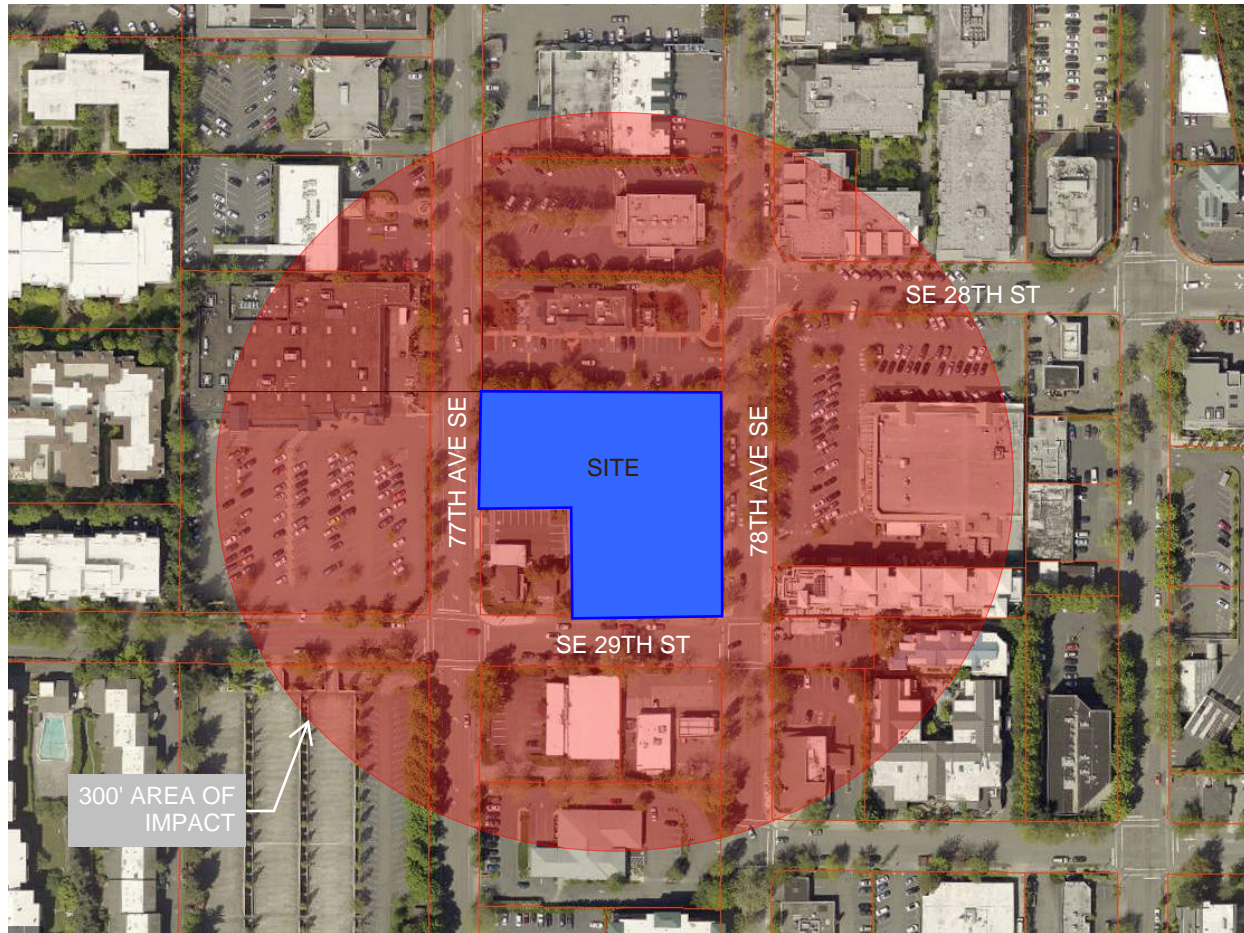 SE 28TH ST
77TH AVE SE
SITE
78TH AVE SE
SE 29TH ST
300' AREA OF
IMPACT